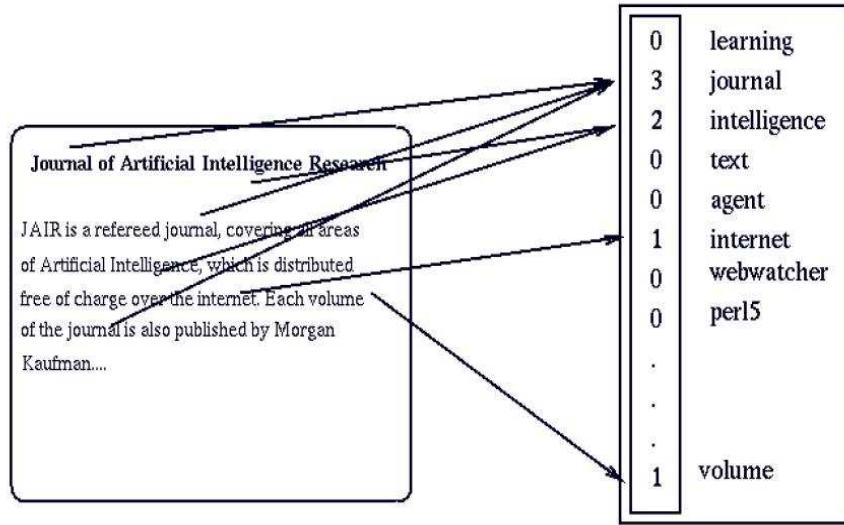 Journal of Artificial Intelligence Research
JAIR is a refereed journal, covering all areas
of Artificial Intelligence, which is distributed
free of charge over the internet. Each volume
of the journal is also published by Morgan
Kaufman....
0 learning
3 journal
2 intelligence
0 text
0 agent
1 internet
0 webwatcher
0 perl5
.
.
.
1 volume